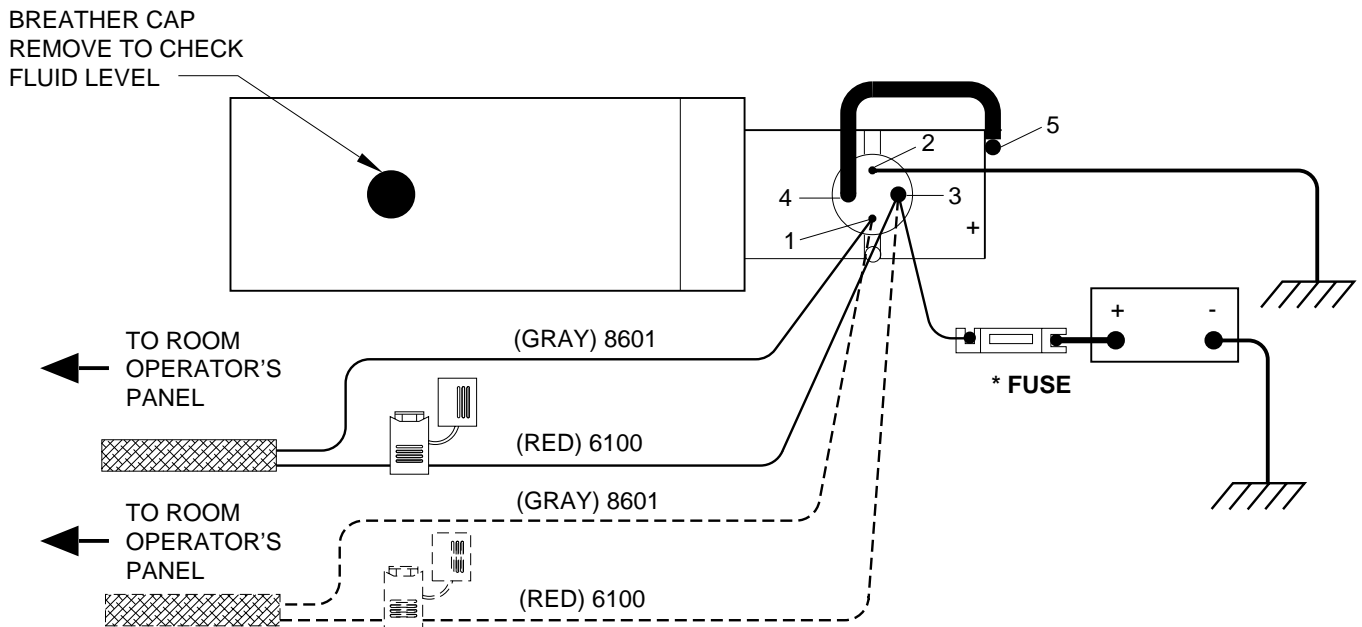 BREATHER CAP
REMOVE TO CHECK
FLUID LEVEL
5
2
4
3
1
+
TO ROOM
OPERATOR'S
PANEL
(GRAY) 8601
+ -
* FUSE
(RED) 6100
TO ROOM
OPERATOR'S
PANEL
(GRAY) 8601
(RED) 6100